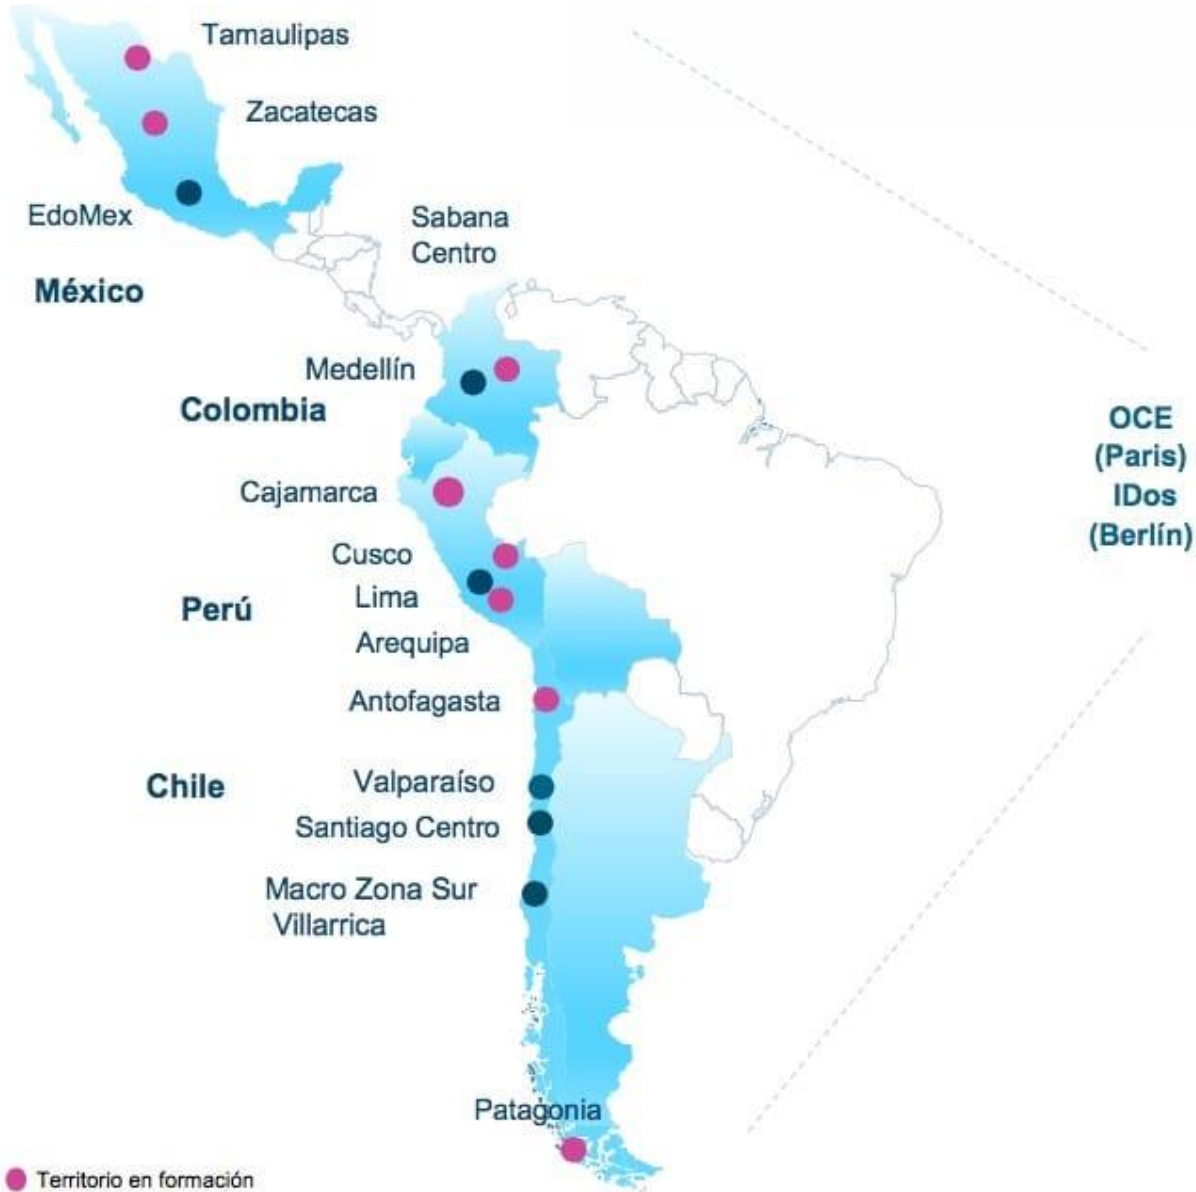 Tamaulipas
Zacatecas
EdoMex
México
Sabana
Centro
Medellín
Colombia
Cajamarca
Cusco
Lima
Perú
Arequipa
Antofagasta
Chile
Valparaíso
Santiago Centro
Macro Zona Sur
Villarrica
Patagonia
OCE
(Paris)
IDos
(Berlín)
Territorio en formación